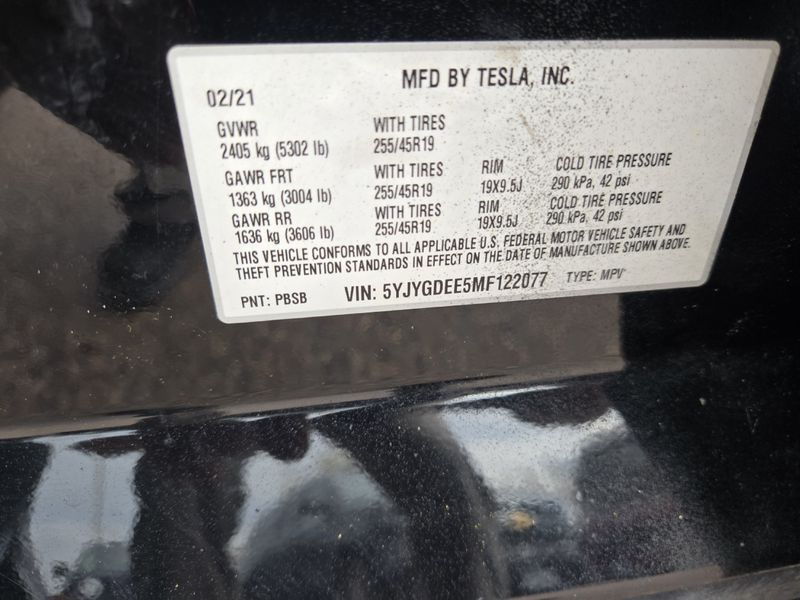 MFD BY TESLA, INC.
02/21
GVWR WITH TIRES
2405 kg (5302 lb) 255/45R19
GAWR FRT WITH TIRES RIM COLD TIRE PRESSURE
1363 kg (3004 lb) 255/45R19 19X9.5J 290 kPa, 42 psi
GAWR RR WITH TIRES RIM COLD TIRE PRESSURE
1636 kg (3606 lb) 255/45R19 19X9.5J 290 kPa, 42 psi
THIS VEHICLE CONFORMS TO ALL APPLICABLE U.S. FEDERAL MOTOR VEHICLE SAFETY AND
THEFT PREVENTION STANDARDS IN EFFECT ON THE DATE OF MANUFACTURE SHOWN ABOVE.
PNT: PBSB VIN: 5YJYGDEE5MF122077 TYPE: MPV